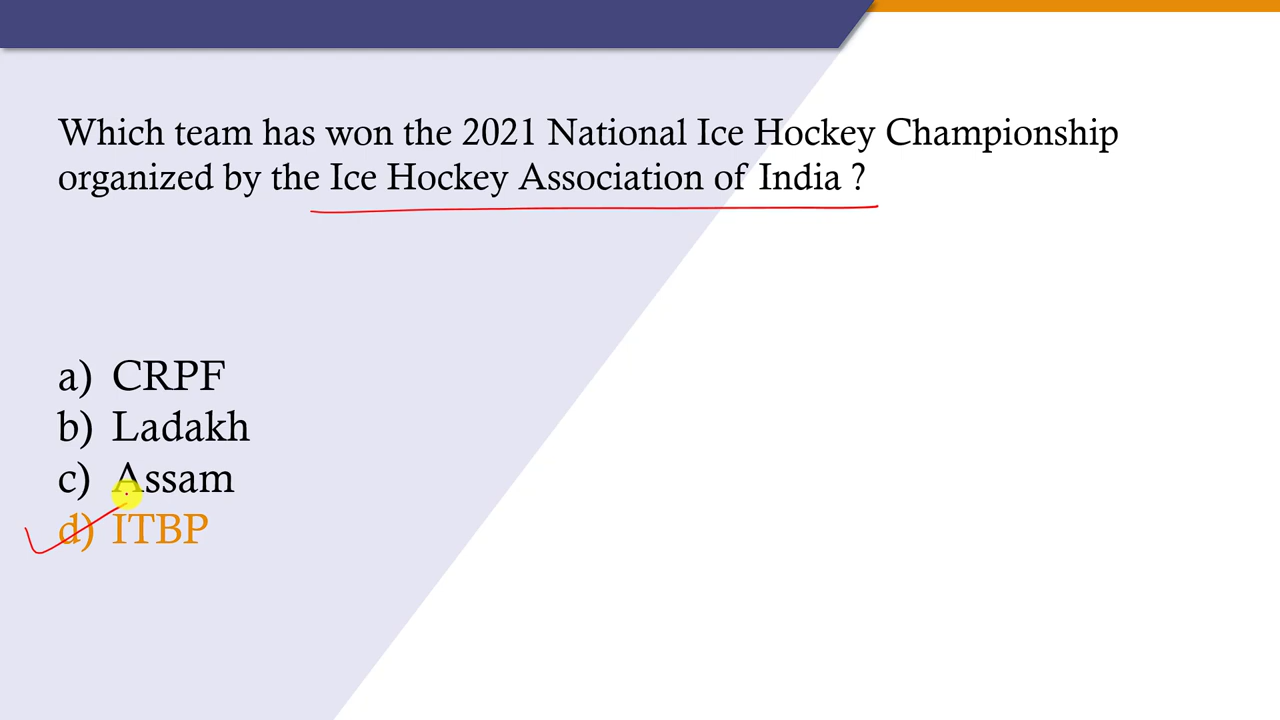 Which team has won the 2021 National Ice Hockey Championship
organized by the Ice Hockey Association of India ?
a) CRPF
b) Ladakh
c) Assam
d) ITBP